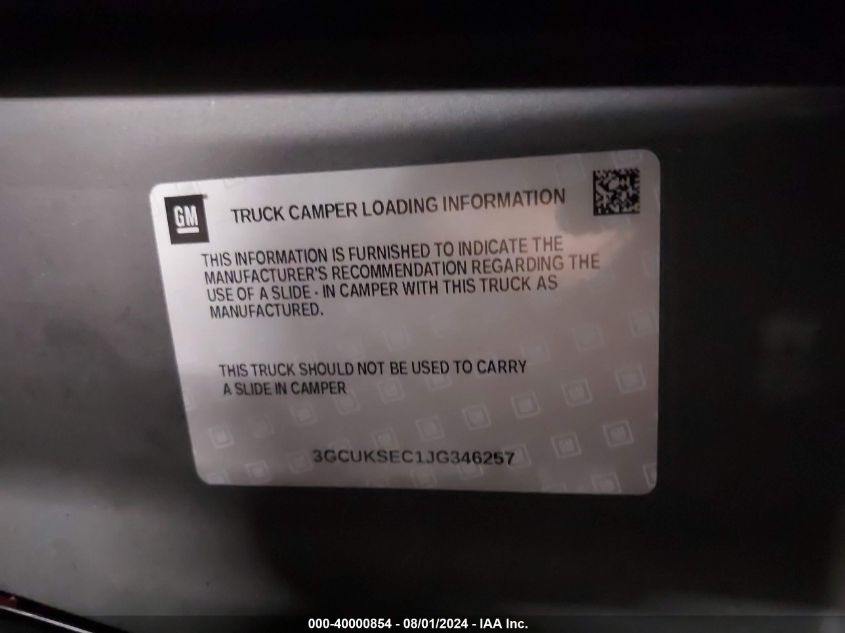 GM
TRUCK CAMPER LOADING INFORMATION
THIS INFORMATION IS FURNISHED TO INDICATE THE
MANUFACTURER'S RECOMMENDATION REGARDING THE
USE OF A SLIDE - IN CAMPER WITH THIS TRUCK AS
MANUFACTURED.
THIS TRUCK SHOULD NOT BE USED TO CARRY
A SLIDE IN CAMPER
3GCUKSEC1JG346257
000-40000854 - 08/01/2024 - IAA Inc.